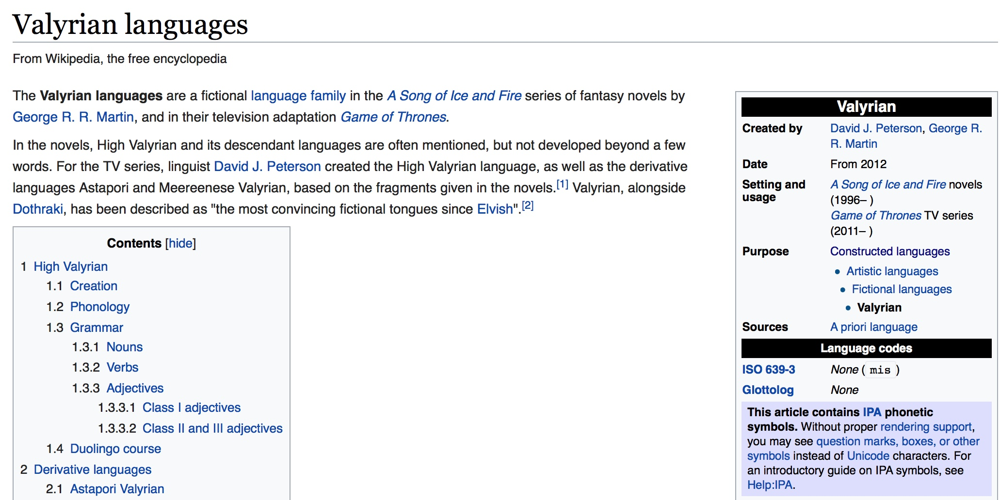 Valyrian languages
From Wikipedia, the free encyclopedia
The Valyrian languages are a fictional language family in the A Song of Ice and Fire series of fantasy novels by
George R. R. Martin, and in their television adaptation Game of Thrones.
In the novels, High Valyrian and its descendant languages are often mentioned, but not developed beyond a few
words. For the TV series, linguist David J. Peterson created the High Valyrian language, as well as the derivative
languages Astapori and Meereenese Valyrian, based on the fragments given in the novels.[1] Valyrian, alongside
Dothraki, has been described as "the most convincing fictional tongues since Elvish".[2]
Contents [hide]
1 High Valyrian
1.1 Creation
1.2 Phonology
1.3 Grammar
1.3.1 Nouns
1.3.2 Verbs
1.3.3 Adjectives
1.3.3.1 Class I adjectives
1.3.3.2 Class II and III adjectives
1.4 Duolingo course
2 Derivative languages
2.1 Astapori Valyrian
Valyrian
Created by David J. Peterson, George R.
R. Martin
Date From 2012
Setting and A Song of Ice and Fire novels
usage (1996– )
Game of Thrones TV series
(2011– )
Purpose Constructed languages
• Artistic languages
• Fictional languages
• Valyrian
Sources A priori language
Language codes
ISO 639-3 None ( mis )
Glottolog None
This article contains IPA phonetic
symbols. Without proper rendering support,
you may see question marks, boxes, or other
symbols instead of Unicode characters. For
an introductory guide on IPA symbols, see
Help:IPA.